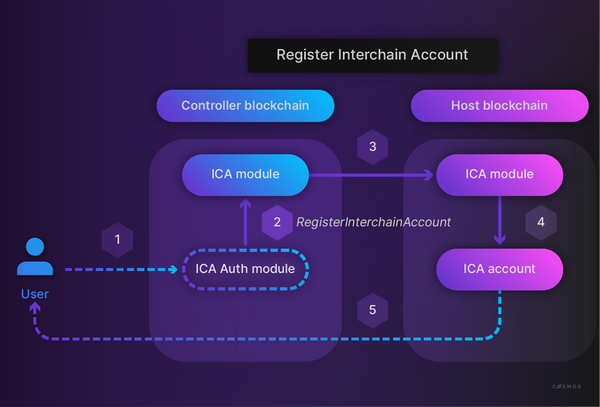 Register Interchain Account
Controller blockchain
Host blockchain
3
ICA module
ICA module
2
RegisterInterchainAccount
4
1
ICA Auth module
ICA account
User
5
COSMOS